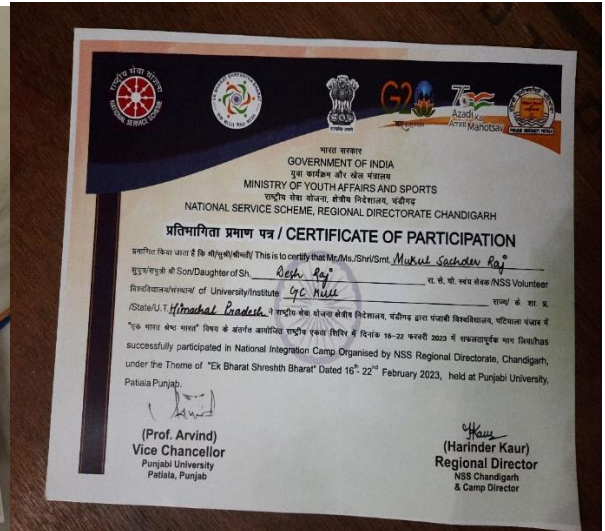 राष्ट्रीय सेवा योजना
NATIONAL SERVICE SCHEME
G20
Azadi Ka
Amrit Mahotsav
भारत सरकार
GOVERNMENT OF INDIA
युवा कार्यक्रम और खेल मंत्रालय
MINISTRY OF YOUTH AFFAIRS AND SPORTS
राष्ट्रीय सेवा योजना, क्षेत्रीय निदेशालय, चंडीगढ़
NATIONAL SERVICE SCHEME, REGIONAL DIRECTORATE CHANDIGARH
प्रतिभागिता प्रमाण पत्र / CERTIFICATE OF PARTICIPATION
प्रमाणित किया जाता है कि श्री/सुश्री/श्रीमती/ This is to certify that Mr./Ms./Shri/Smt. Mukul Sachdev Raj
सुपुत्र/सुपुत्री श्री Son/Daughter of Sh. Desh Raj रा. से. यो. स्वयं सेवक /NSS Volunteer
विश्वविद्यालय/संस्थान/ of University/Institute GC Kullu राज्य/ के. शा. प्र.
/State/U.T. Himachal Pradesh ने राष्ट्रीय सेवा योजना क्षेत्रीय निदेशालय, चंडीगढ़ द्वारा पंजाबी विश्वविद्यालय, पटियाला पंजाब में
"एक भारत श्रेष्ठ भारत" विषय के अंतर्गत आयोजित राष्ट्रीय एकता शिविर में दिनांक 16-22 फरवरी 2023 में सफलतापूर्वक भाग लिया/has
successfully participated in National Integration Camp Organised by NSS Regional Directorate, Chandigarh,
under the Theme of "Ek Bharat Shreshth Bharat" Dated 16th- 22nd February 2023, held at Punjabi University,
Patiala Punjab.
(Prof. Arvind)
Vice Chancellor
Punjabi University
Patiala, Punjab
(Harinder Kaur)
Regional Director
NSS Chandigarh
& Camp Director